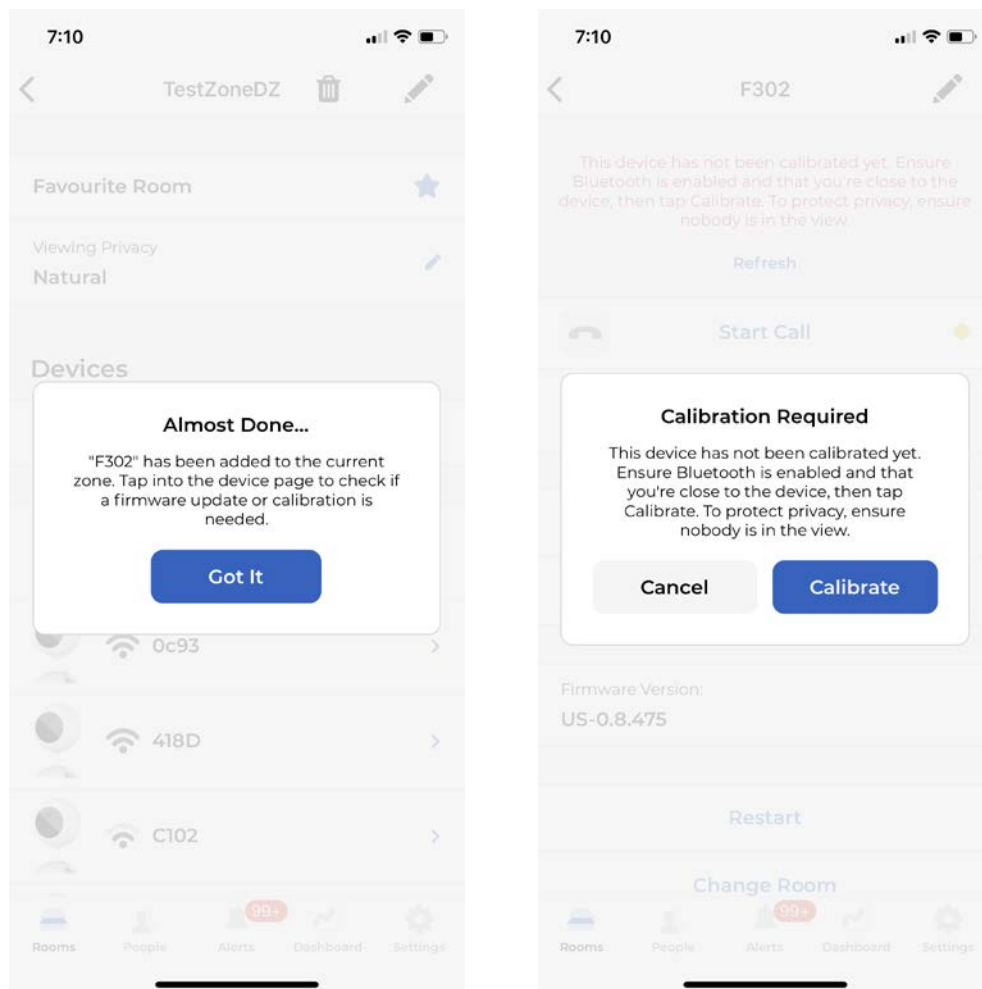 7:10
TestZoneDZ
Favourite Room
Viewing Privacy
Natural
Devices
Almost Done...
"F302" has been added to the current
zone. Tap into the device page to check if
a firmware update or calibration is
needed.
Got It
0c93
418D
C102
99+
Rooms People Alerts Dashboard Settings
7:10
F302
This device has not been calibrated yet. Ensure
Bluetooth is enabled and that you're close to the
device, then tap Calibrate. To protect privacy, ensure
nobody is in the view.
Refresh
Start Call
Calibration Required
This device has not been calibrated yet.
Ensure Bluetooth is enabled and that
you're close to the device, then tap
Calibrate. To protect privacy, ensure
nobody is in the view.
Cancel Calibrate
Firmware Version:
US-0.8.475
Restart
Change Room
99+
Rooms People Alerts Dashboard Settings